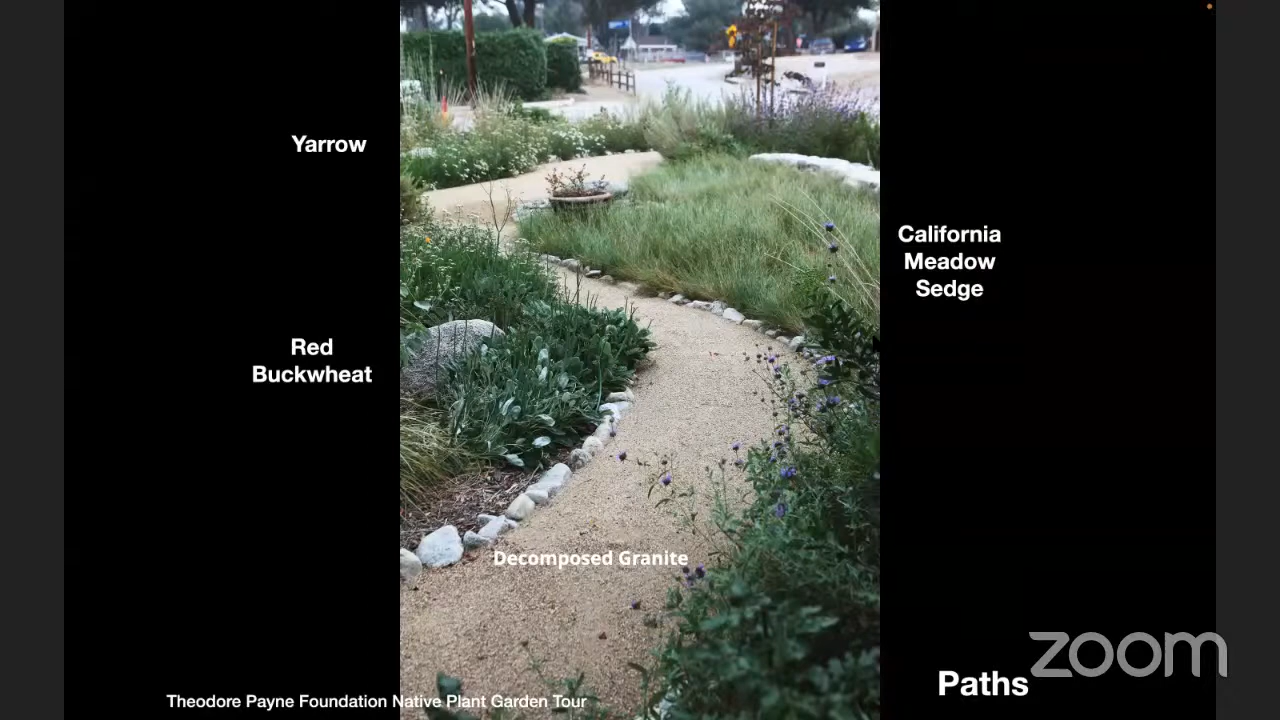 Yarrow
California
Meadow
Sedge
Red
Buckwheat
Decomposed Granite
Paths
zoom
Theodore Payne Foundation Native Plant Garden Tour